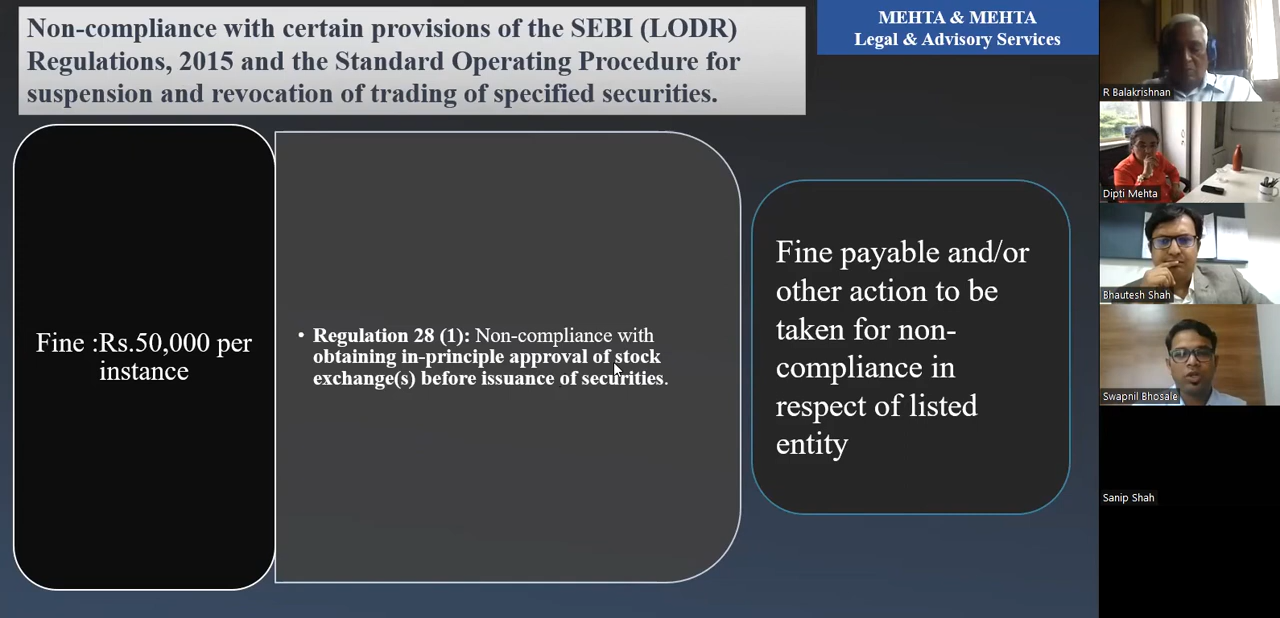 Non-compliance with certain provisions of the SEBI (LODR)
Regulations, 2015 and the Standard Operating Procedure for
suspension and revocation of trading of specified securities.
MEHTA & MEHTA
Legal & Advisory Services
Fine :Rs.50,000 per
instance
• Regulation 28 (1): Non-compliance with
obtaining in-principle approval of stock
exchange(s) before issuance of securities.
Fine payable and/or
other action to be
taken for non-
compliance in
respect of listed
entity
R Balakrishnan
Dipti Mehta
Bhautesh Shah
Swapnil Bhosale
Sanip Shah